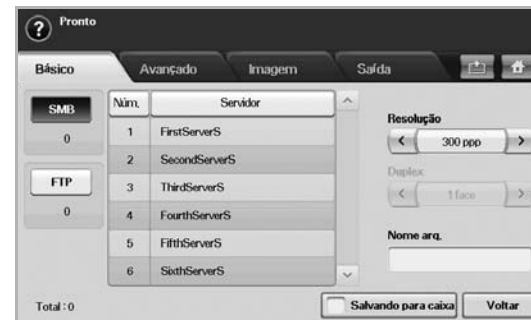 Pronto
Básico Avançado Imagem Saída
SMB
0
FTP
0
Núm. Servidor
1 FirstServerS
2 SecondServerS
3 ThirdServerS
4 FourthServerS
5 FifthServerS
6 SixthServerS
Resolução
300 ppp
Duplex
1 face
Nome arq.
Total : 0
Salvando para caixa
Voltar